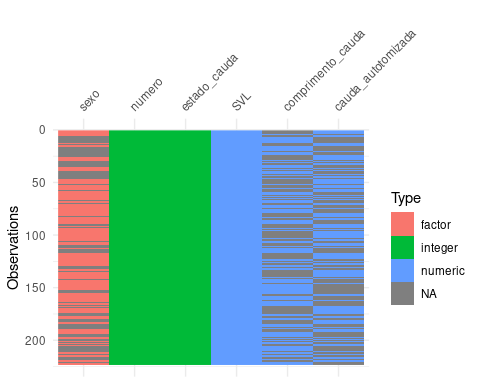 sexo
numero
estado_cauda
SVL
comprimento_cauda
cauda_autotomizada
0
50
100
150
200
Observations
Type
factor
integer
numeric
NA